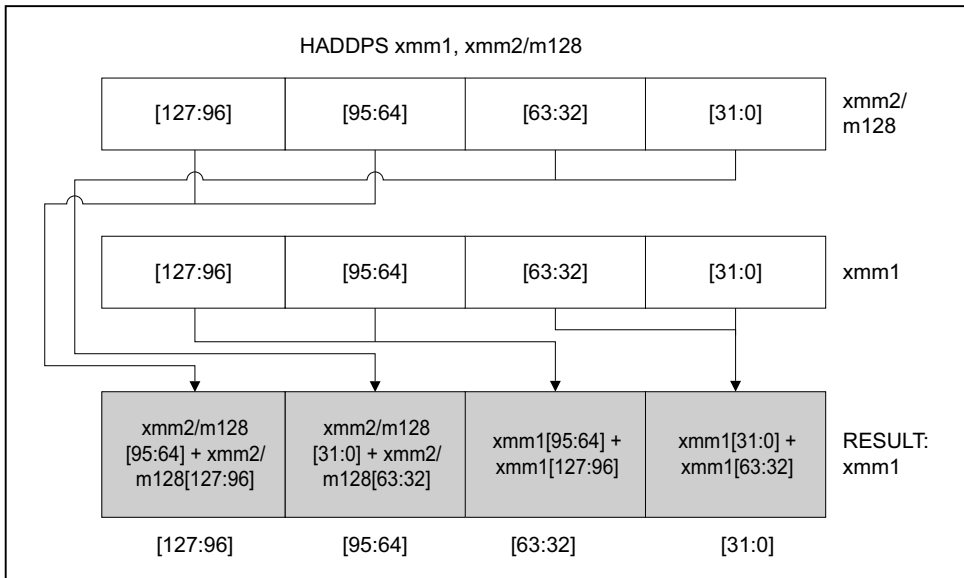 HADDPS xmm1, xmm2/m128
[127:96] [95:64] [63:32] [31:0]
xmm2/
m128
[127:96] [95:64] [63:32] [31:0] xmm1
xmm2/m128
[95:64] + xmm2/
m128[127:96]
xmm2/m128
[31:0] + xmm2/
m128[63:32]
xmm1[95:64] +
xmm1[127:96]
xmm1[31:0] +
xmm1[63:32]
RESULT:
xmm1
[127:96] [95:64] [63:32] [31:0]